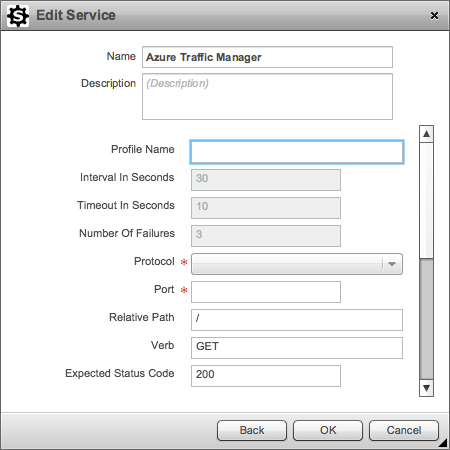 Edit Service
Name Azure Traffic Manager
Description (Description)
Profile Name
Interval In Seconds 30
Timeout In Seconds 10
Number Of Failures 3
Protocol *
Port *
Relative Path /
Verb GET
Expected Status Code 200
Back OK Cancel